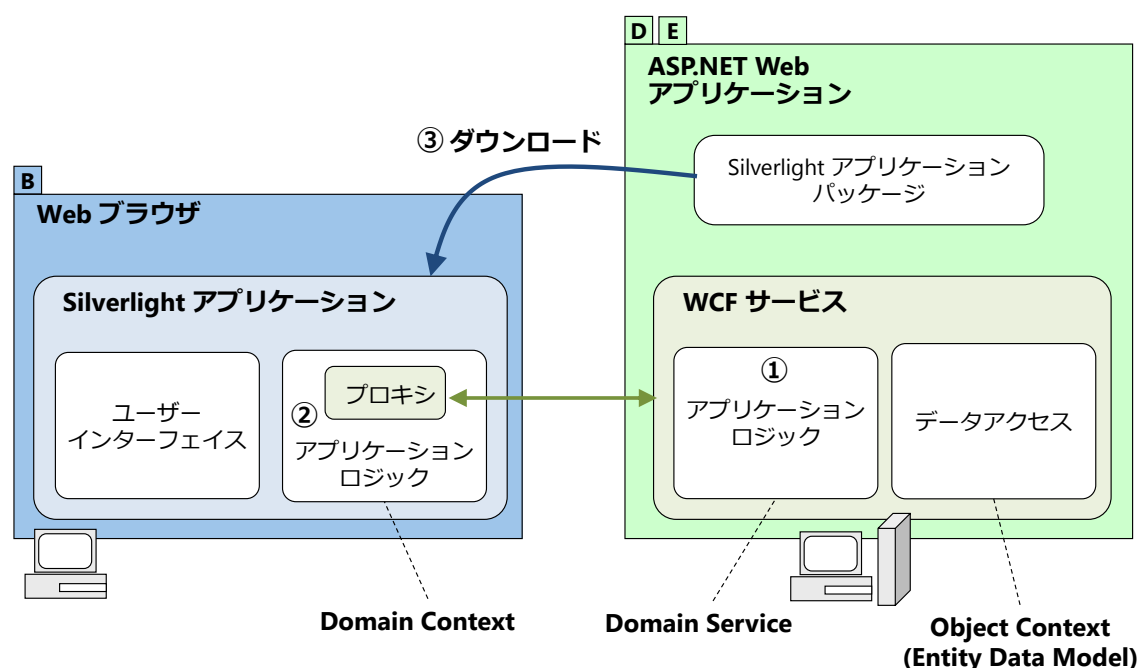 D E
ASP.NET Web
アプリケーション
③ ダウンロード
Silverlight アプリケーション
パッケージ
B
Web ブラウザ
Silverlight アプリケーション
WCF サービス
ユーザー
インターフェイス
プロキシ
②
アプリケーション
ロジック
①
アプリケーション
ロジック
データアクセス
Domain Context
Domain Service
Object Context
(Entity Data Model)